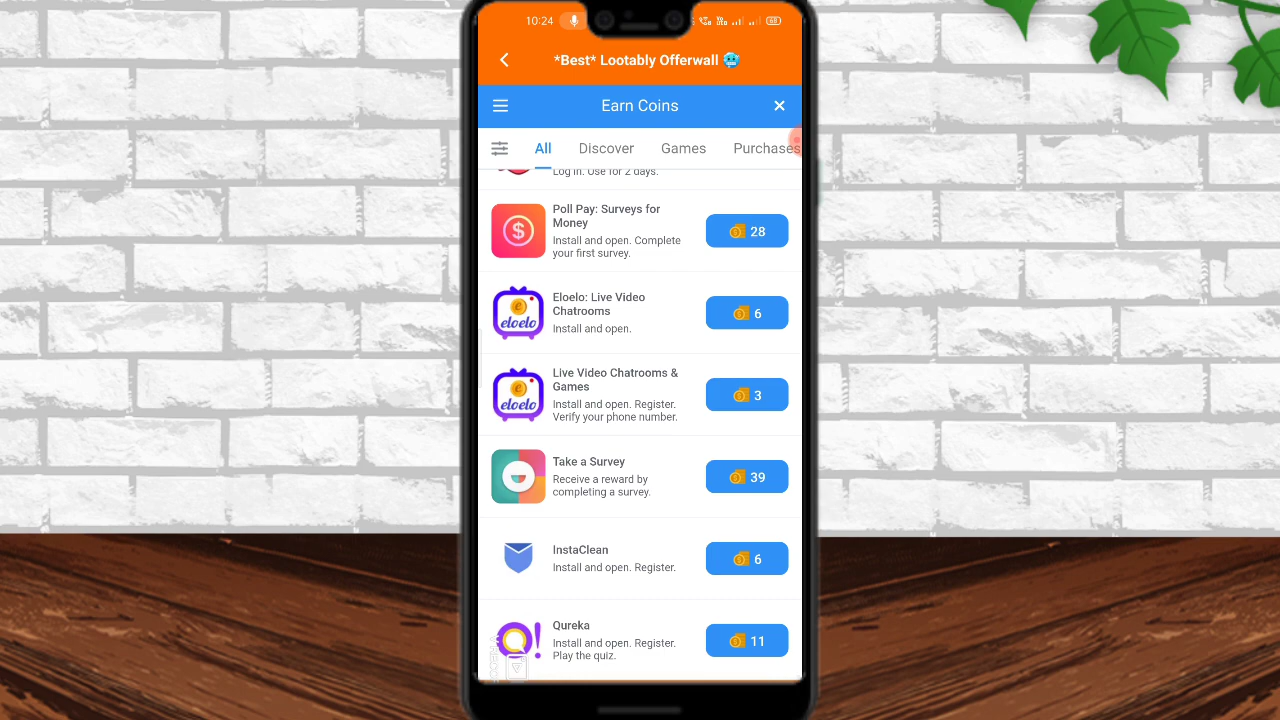 10:24
68
*Best* Lootably Offerwall 🥶
Earn Coins
All Discover Games Purchases
Log in. Use for 2 days.
Poll Pay: Surveys for
Money
Install and open. Complete
your first survey.
28
eloelo
Eloelo: Live Video
Chatrooms
Install and open.
6
eloelo
Live Video Chatrooms &
Games
Install and open. Register.
Verify your phone number.
3
Take a Survey
Receive a reward by
completing a survey.
39
InstaClean
Install and open. Register.
6
Qureka
Install and open. Register.
Play the quiz.
11